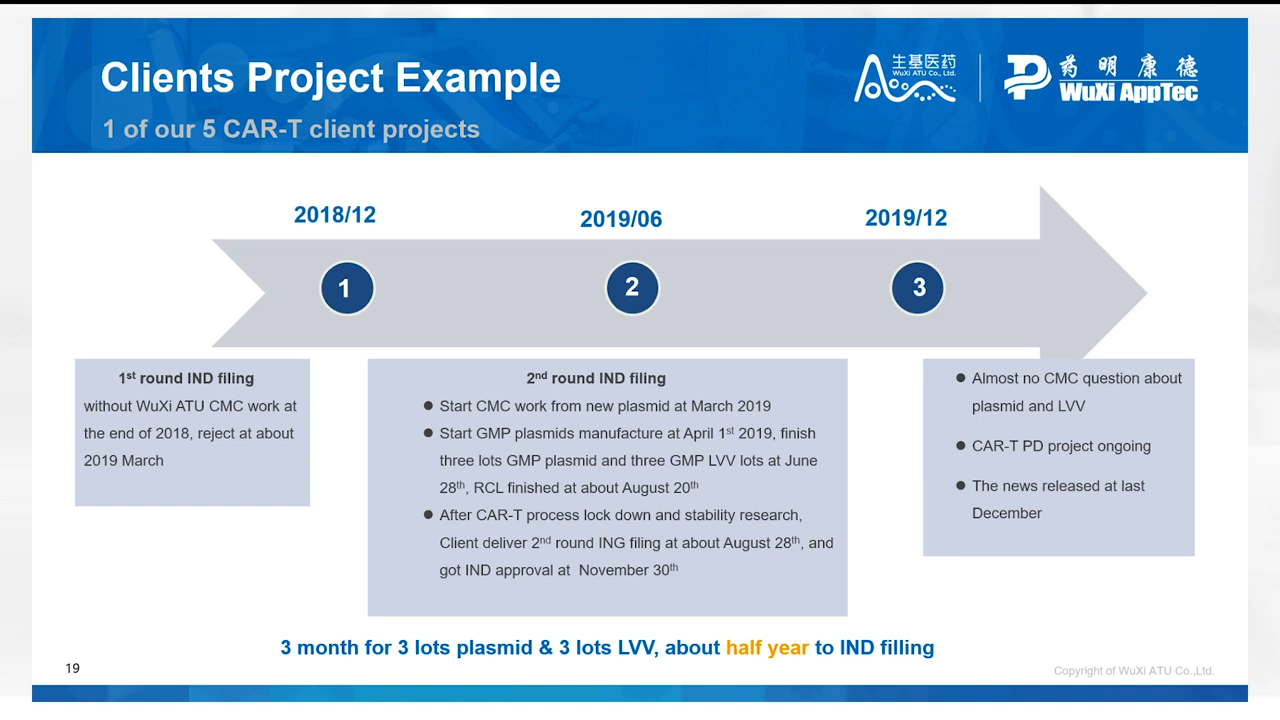 Clients Project Example
1 of our 5 CAR-T client projects
生基医药
WuXi ATU Co., Ltd.
药明康德
WuXi AppTec
2018/12
2019/06
2019/12
1
2
3
1st round IND filing
without WuXi ATU CMC work at
the end of 2018, reject at about
2019 March
2nd round IND filing
● Start CMC work from new plasmid at March 2019
● Start GMP plasmids manufacture at April 1st 2019, finish
three lots GMP plasmid and three GMP LVV lots at June
28th, RCL finished at about August 20th
● After CAR-T process lock down and stability research,
Client deliver 2nd round ING filing at about August 28th, and
got IND approval at November 30th
● Almost no CMC question about
plasmid and LVV
● CAR-T PD project ongoing
● The news released at last
December
3 month for 3 lots plasmid & 3 lots LVV, about half year to IND filling
19
Copyright of WuXi ATU Co.,Ltd.